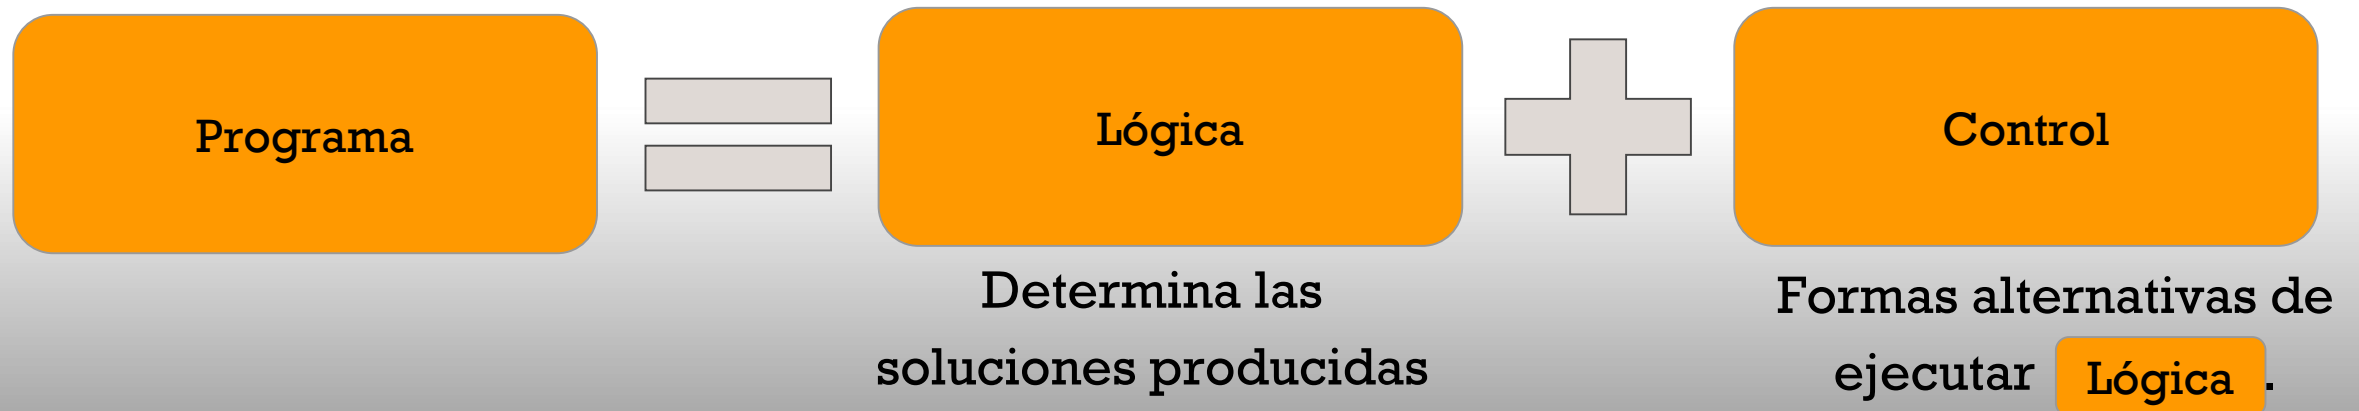 Programa
Lógica
Control
Determina las
soluciones producidas
Formas alternativas de
ejecutar Lógica .